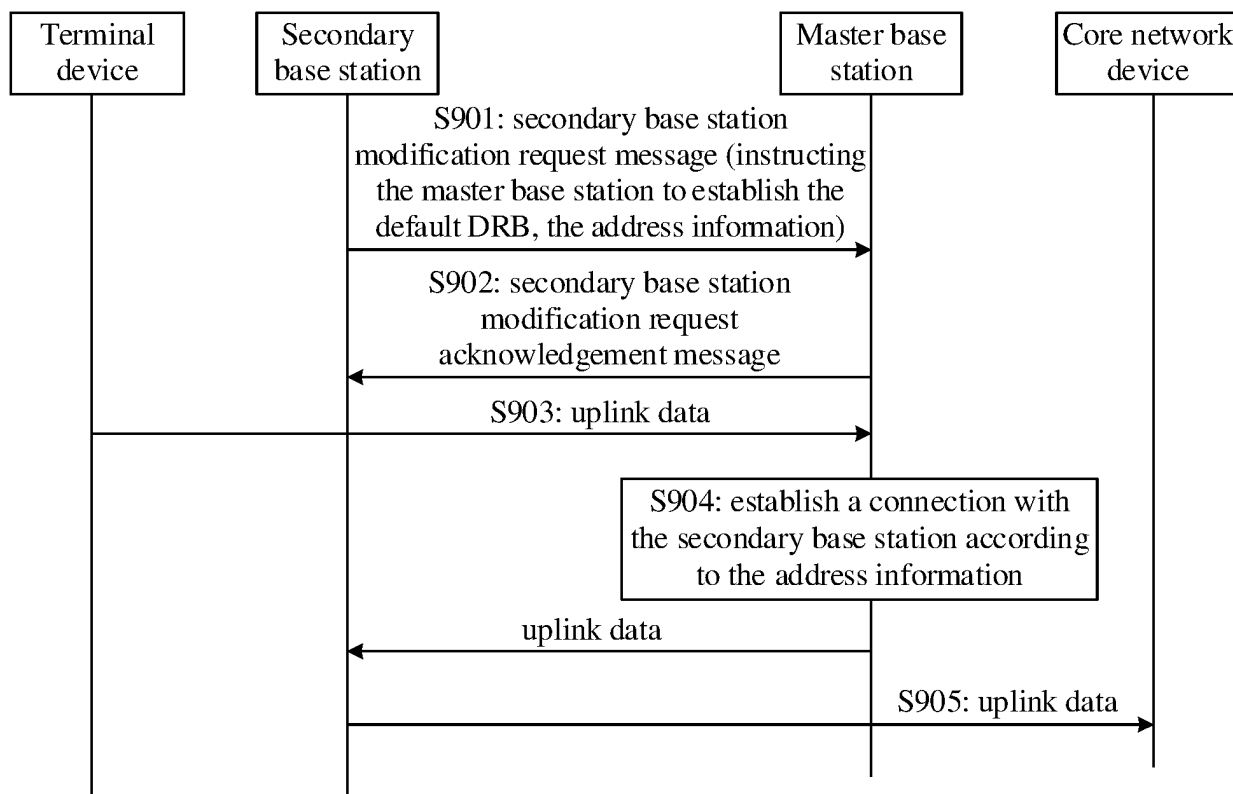 Terminal
device
Secondary
base station
Master base
station
Core network
device
S901: secondary base station
modification request message (instructing
the master base station to establish the
default DRB, the address information)
S902: secondary base station
modification request
acknowledgement message
S903: uplink data
S904: establish a connection with
the secondary base station according
to the address information
uplink data
S905: uplink data